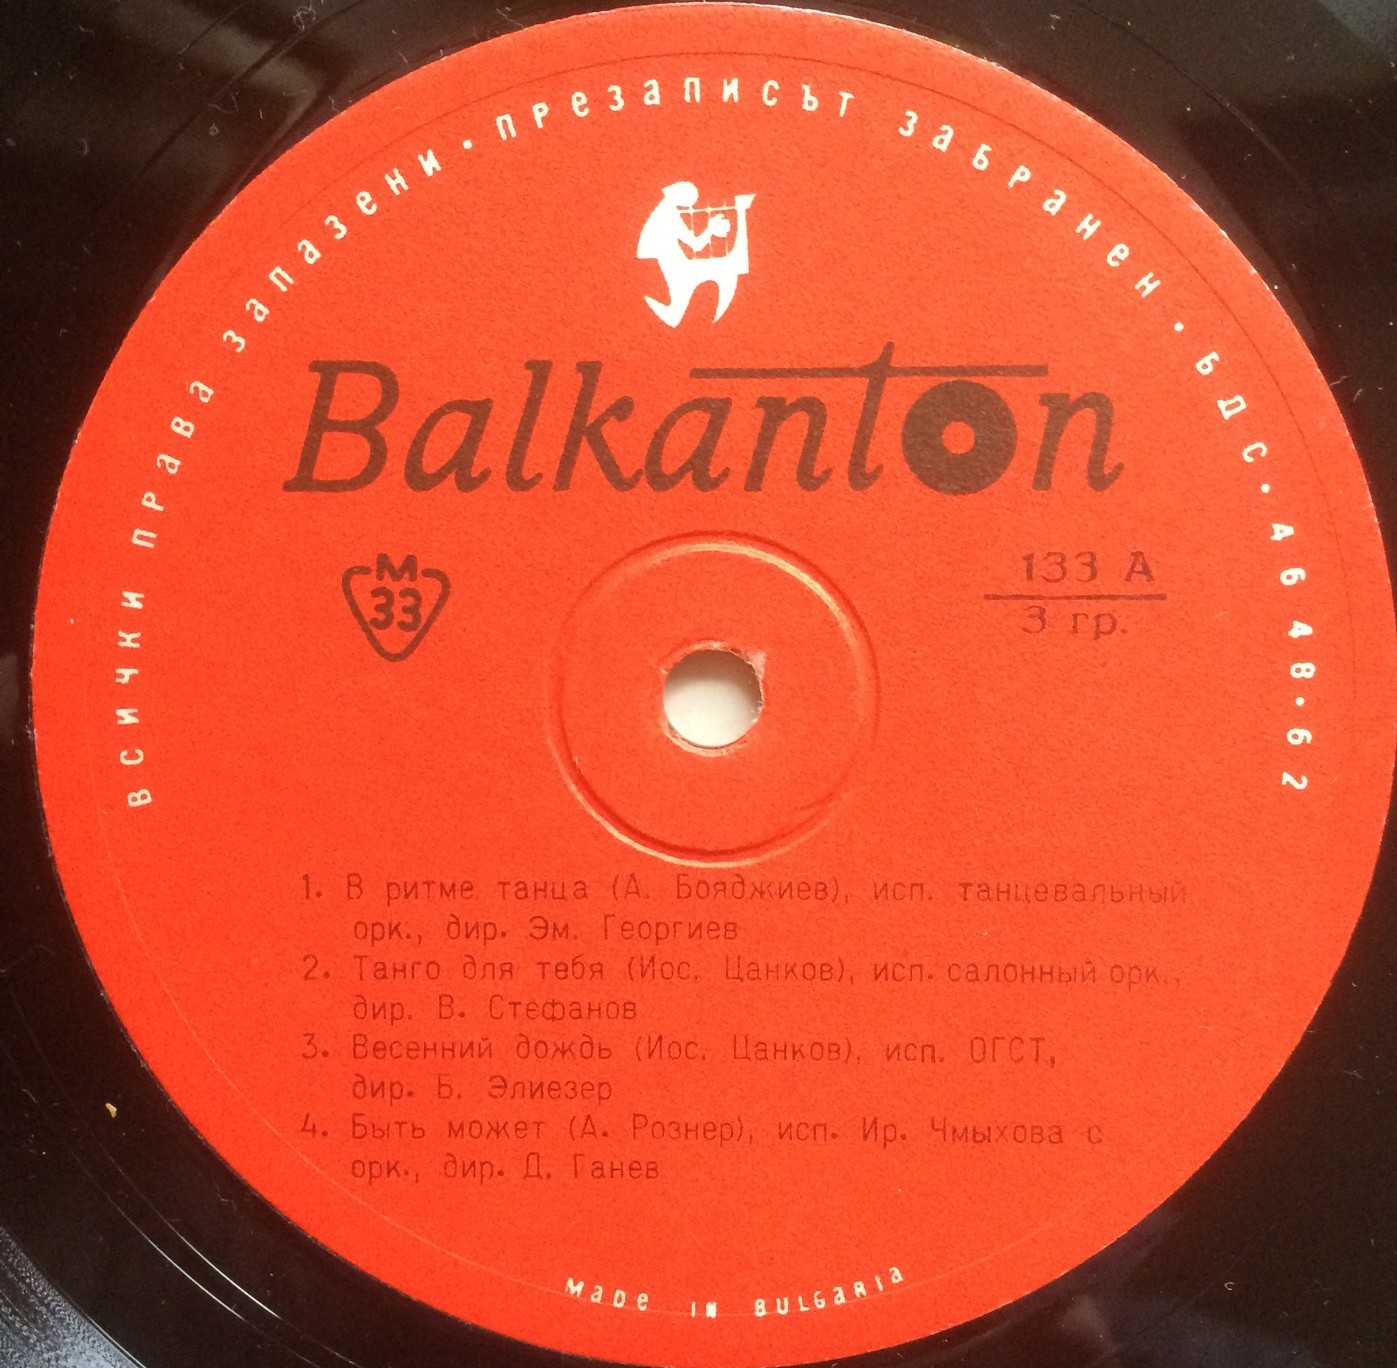 ВСИЧКИ ПРАВА ЗАПАЗЕНИ · ПРЕЗАПИСЪТ ЗАБРАНЕН · БДС · 4648 · 62
Balkanton
М
33
133 А
3 гр.
1. В ритме танца (А. Бояджиев), исп. танцевальный
орк., дир. Эм. Георгиев
2. Танго для тебя (Иос. Цанков), исп. салонный орк.,
дир. В. Стефанов
3. Весенний дождь (Иос. Цанков), исп. ОГСТ,
дир. Б. Элиезер
4. Быть может (А. Рознер), исп. Ир. Чмыхова с
орк., дир. Д. Ганев
MADE IN BULGARIA